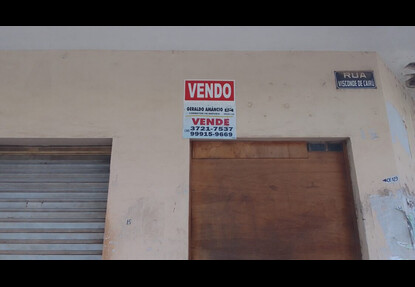 VENDO
GERALDO AMÂNCIO
VENDE
3721-7537
99915-9669
RUA
VISCONDE DE CAIRU